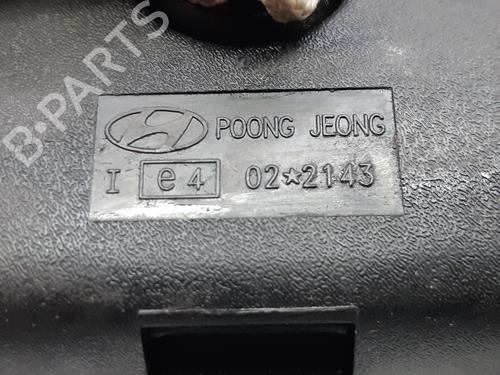 B-PARTS
POONG JEONG
I e4 02★2143